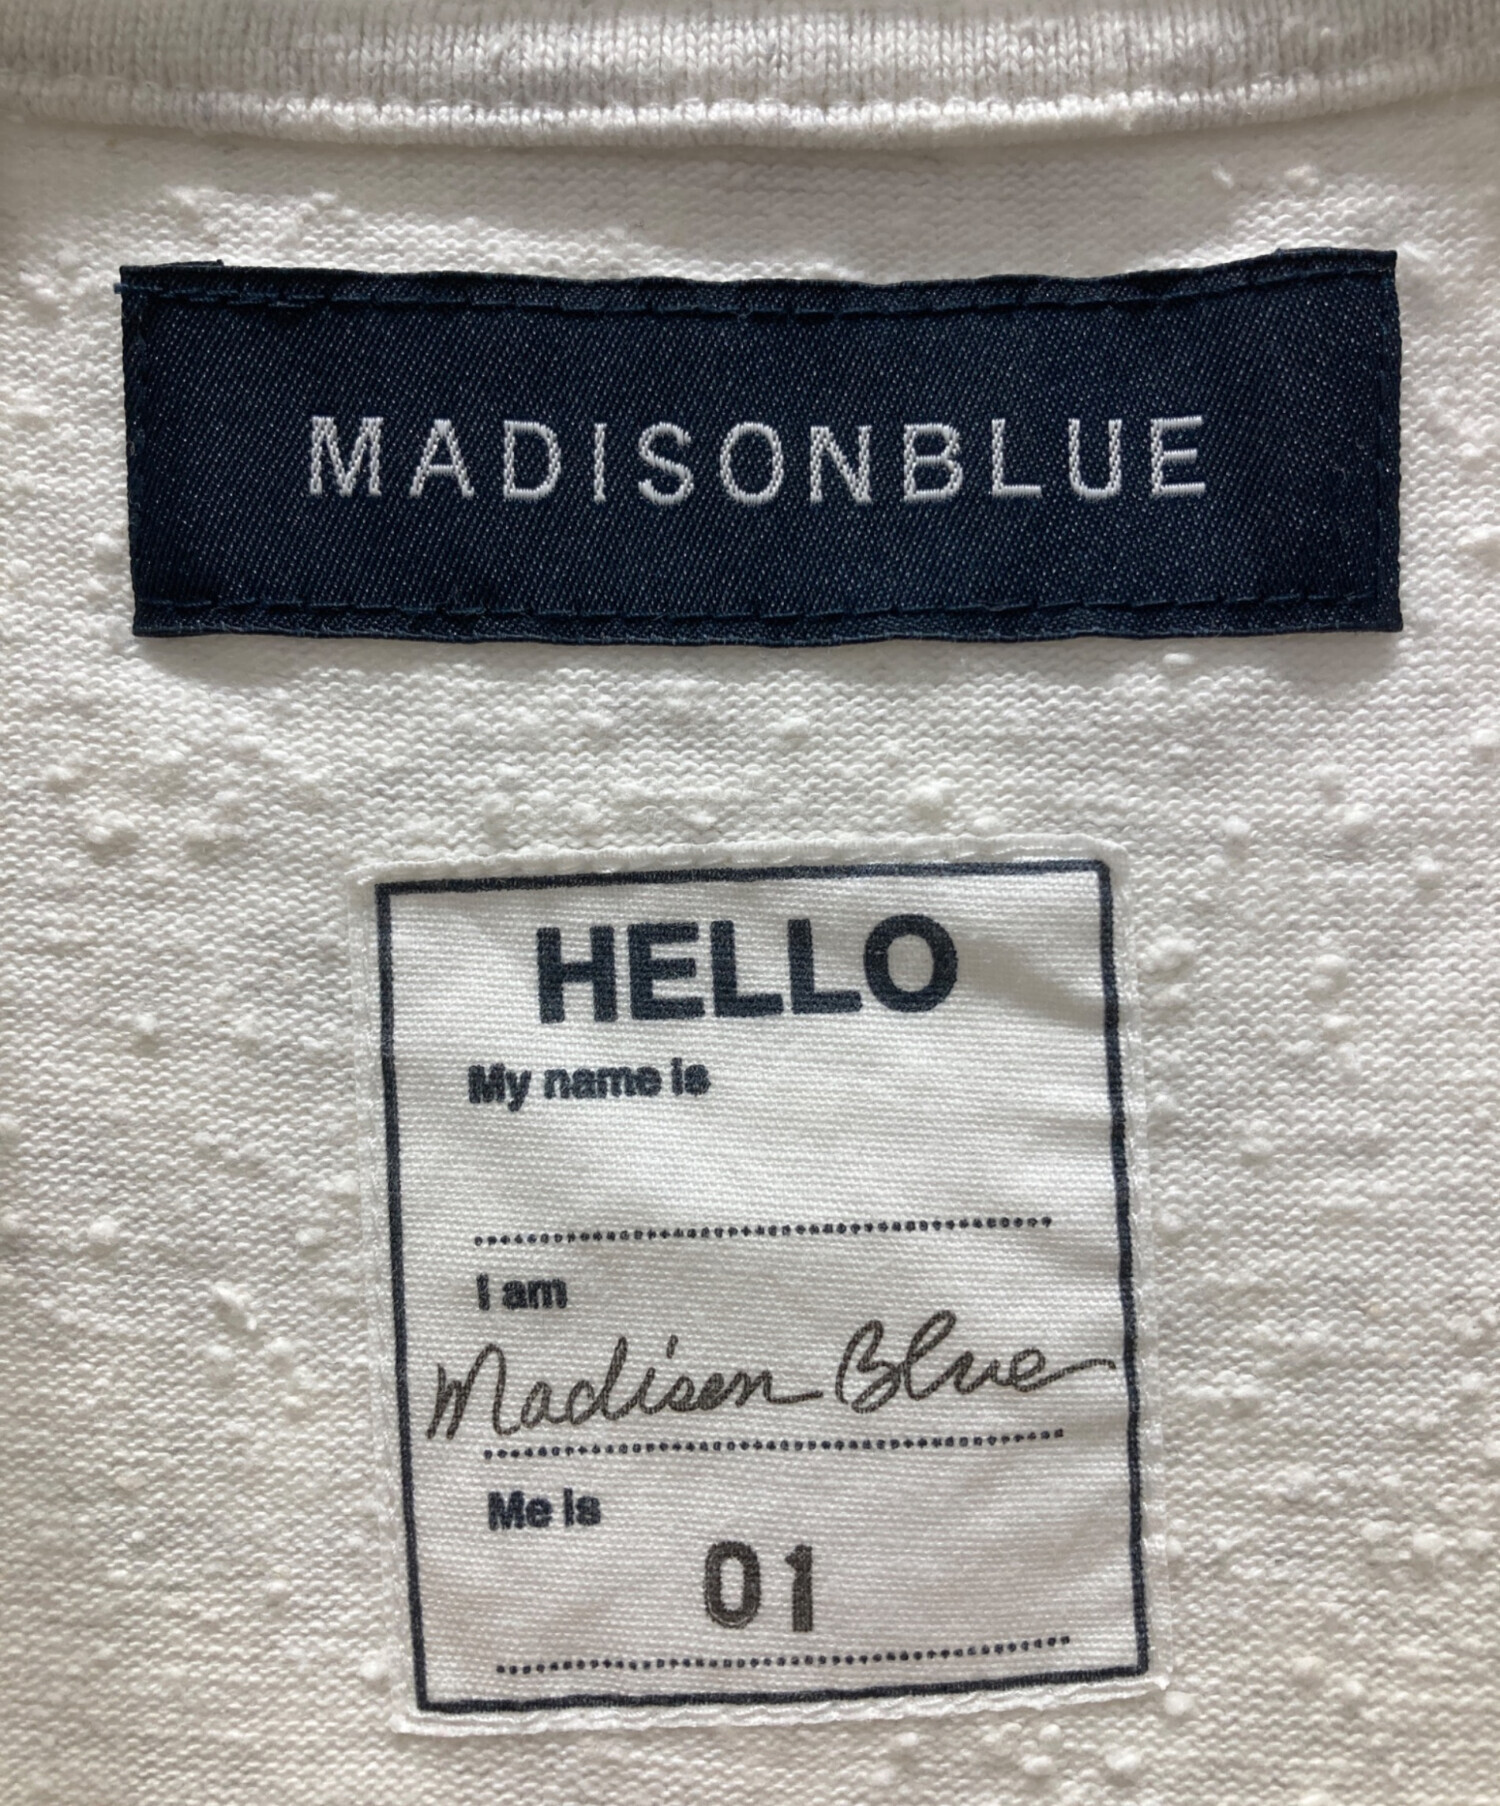 MADISONBLUE
HELLO
My name is
I am
Madison Blue
Me is
01